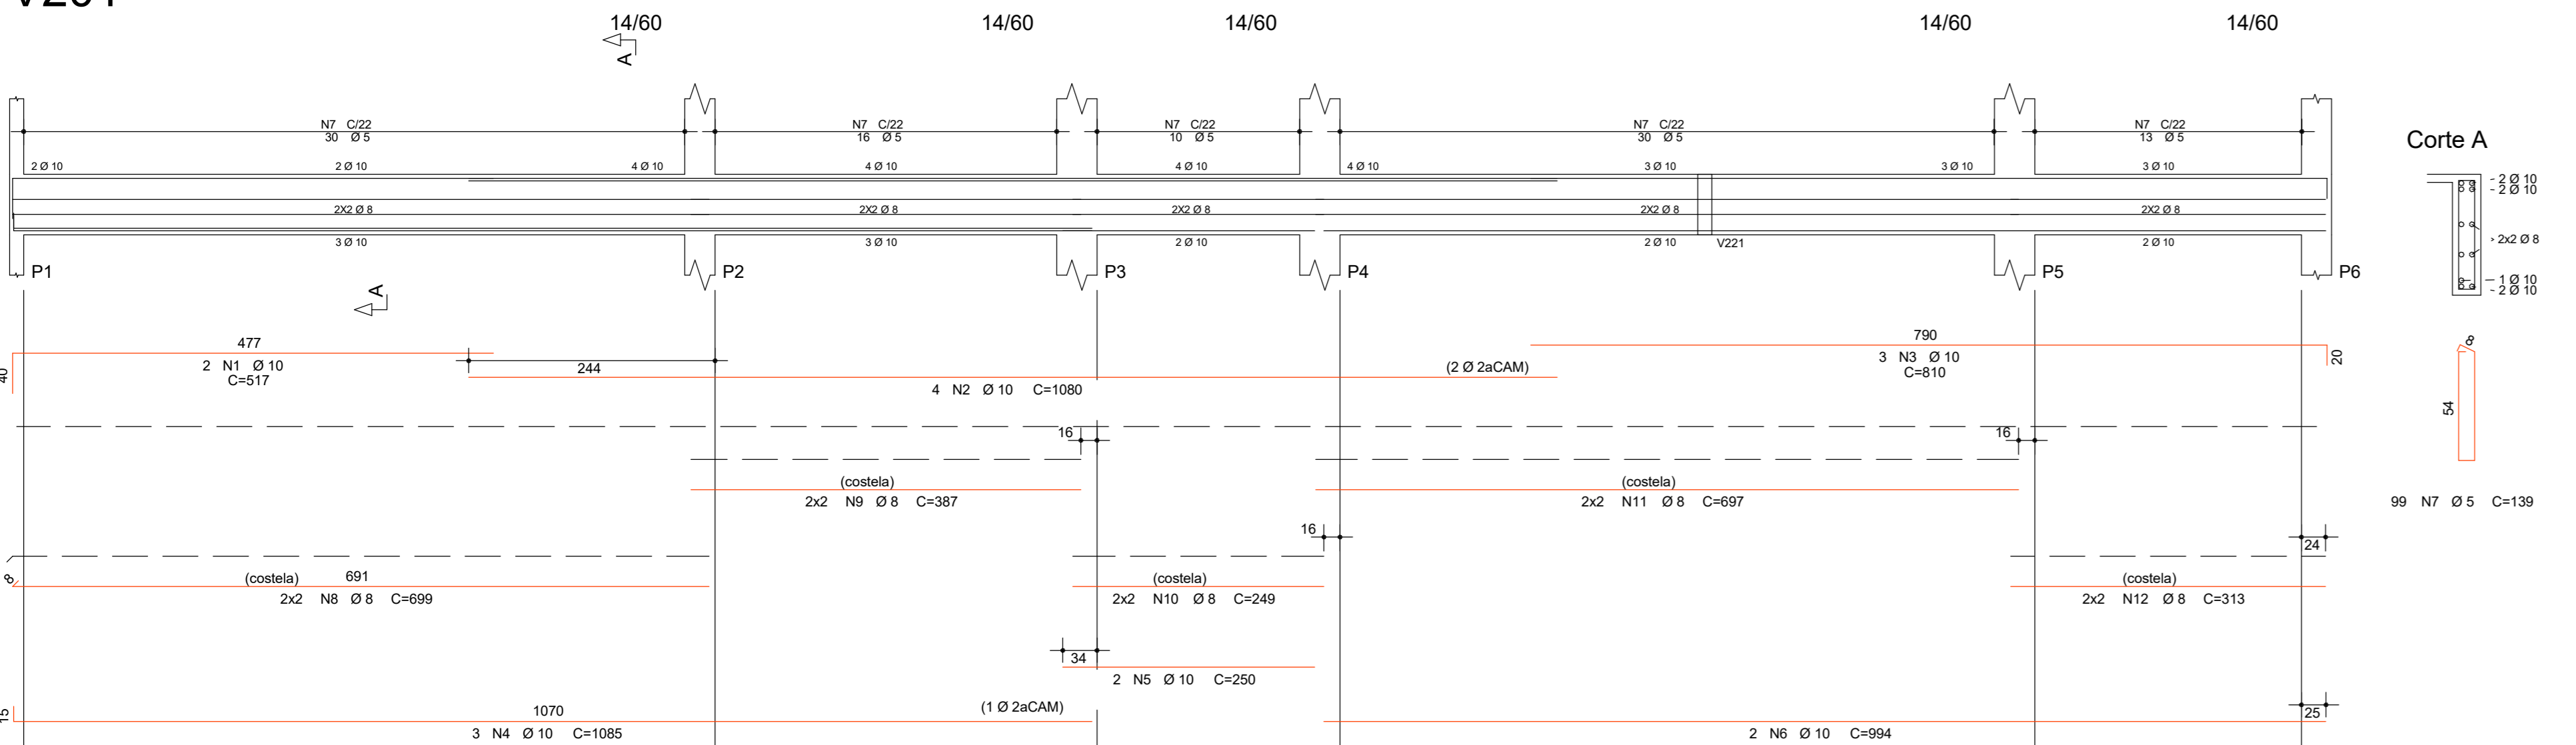 14/60 14/60 14/60 14/60 14/60
A
N7 C/22 N7 C/22 N7 C/22 N7 C/22 N7 C/22
30 Ø 5 16 Ø 5 10 Ø 5 30 Ø 5 13 Ø 5
Corte A
2 Ø 10 2 Ø 10 4 Ø 10 4 Ø 10 4 Ø 10 4 Ø 10 3 Ø 10 3 Ø 10 3 Ø 10
- 2 Ø 10
- 2 Ø 10
2X2 Ø 8 2X2 Ø 8 2X2 Ø 8 2X2 Ø 8 2X2 Ø 8
2x2 Ø 8
3 Ø 10 3 Ø 10 2 Ø 10 2 Ø 10 V221 2 Ø 10
P1 P2 P3 P4 P5 P6
1 Ø 10
- 2 Ø 10
A
477
2 N1 Ø 10
C=517
40
244
(2 Ø 2aCAM)
4 N2 Ø 10 C=1080
790
3 N3 Ø 10
C=810
20
8
54
99 N7 Ø 5 C=139
16 16
(costela) (costela)
2x2 N9 Ø 8 C=387 2x2 N11 Ø 8 C=697
16
24
8
(costela) 691 (costela) (costela)
2x2 N8 Ø 8 C=699 2x2 N10 Ø 8 C=249 2x2 N12 Ø 8 C=313
34
2 N5 Ø 10 C=250
15
1070 (1 Ø 2aCAM)
25
3 N4 Ø 10 C=1085 2 N6 Ø 10 C=994